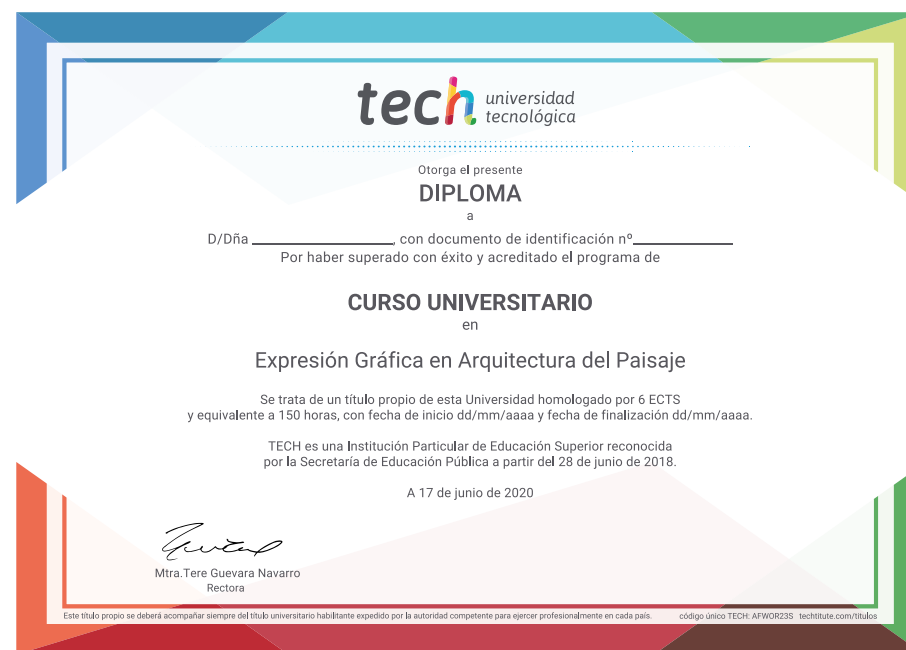 tech universidad
tecnológica
Otorga el presente
DIPLOMA
a
D/Dña ____________________, con documento de identificación nº______________
Por haber superado con éxito y acreditado el programa de
CURSO UNIVERSITARIO
en
Expresión Gráfica en Arquitectura del Paisaje
Se trata de un título propio de esta Universidad homologado por 6 ECTS
y equivalente a 150 horas, con fecha de inicio dd/mm/aaaa y fecha de finalización dd/mm/aaaa.
TECH es una Institución Particular de Educación Superior reconocida
por la Secretaría de Educación Pública a partir del 28 de junio de 2018.
A 17 de junio de 2020
Mtra.Tere Guevara Navarro
Rectora
Este título propio se deberá acompañar siempre del título universitario habilitante expedido por la autoridad competente para ejercer profesionalmente en cada país. código único TECH: AFWOR23S techtitute.com/titulos